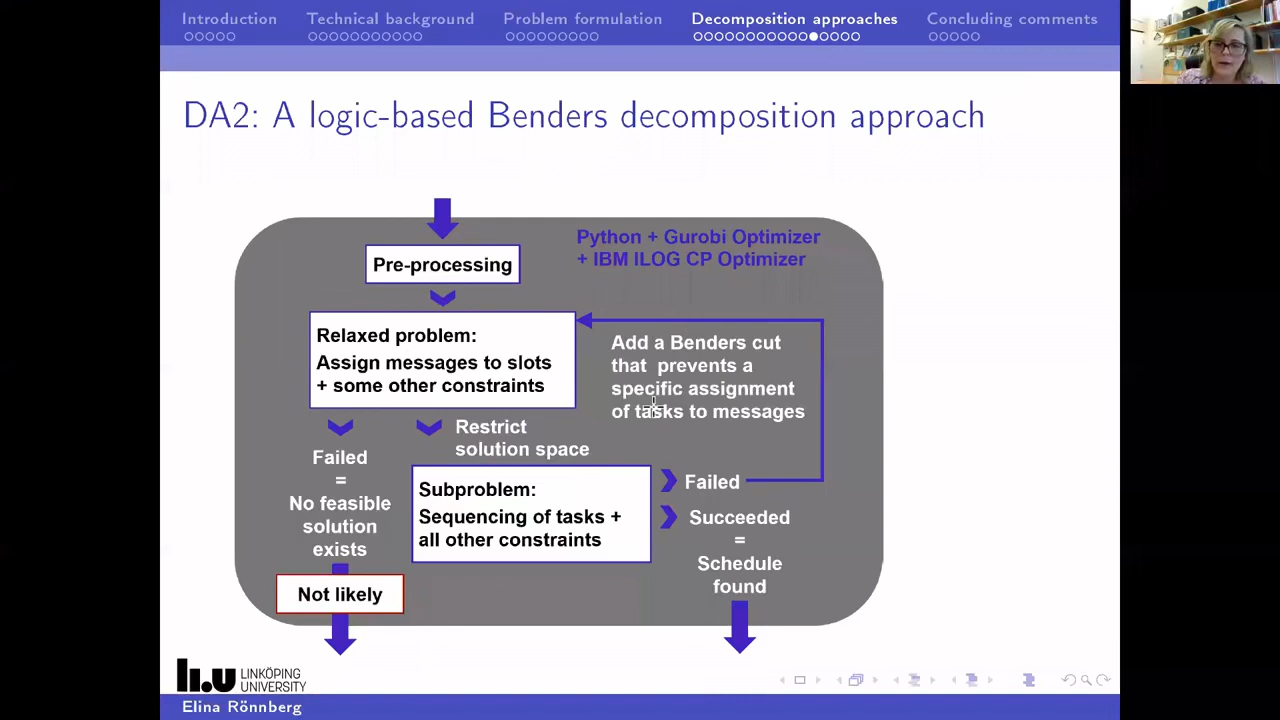 Introduction
Technical background
Problem formulation
Decomposition approaches
Concluding comments
DA2: A logic-based Benders decomposition approach
Python + Gurobi Optimizer
+ IBM ILOG CP Optimizer
Pre-processing
Relaxed problem:
Assign messages to slots
+ some other constraints
Add a Benders cut
that prevents a
specific assignment
of tasks to messages
Restrict
solution space
Failed
=
No feasible
solution
exists
Not likely
Subproblem:
Sequencing of tasks +
all other constraints
Failed
Succeeded
=
Schedule
found
li.u LINKÖPING
UNIVERSITY
Elina Rönnberg